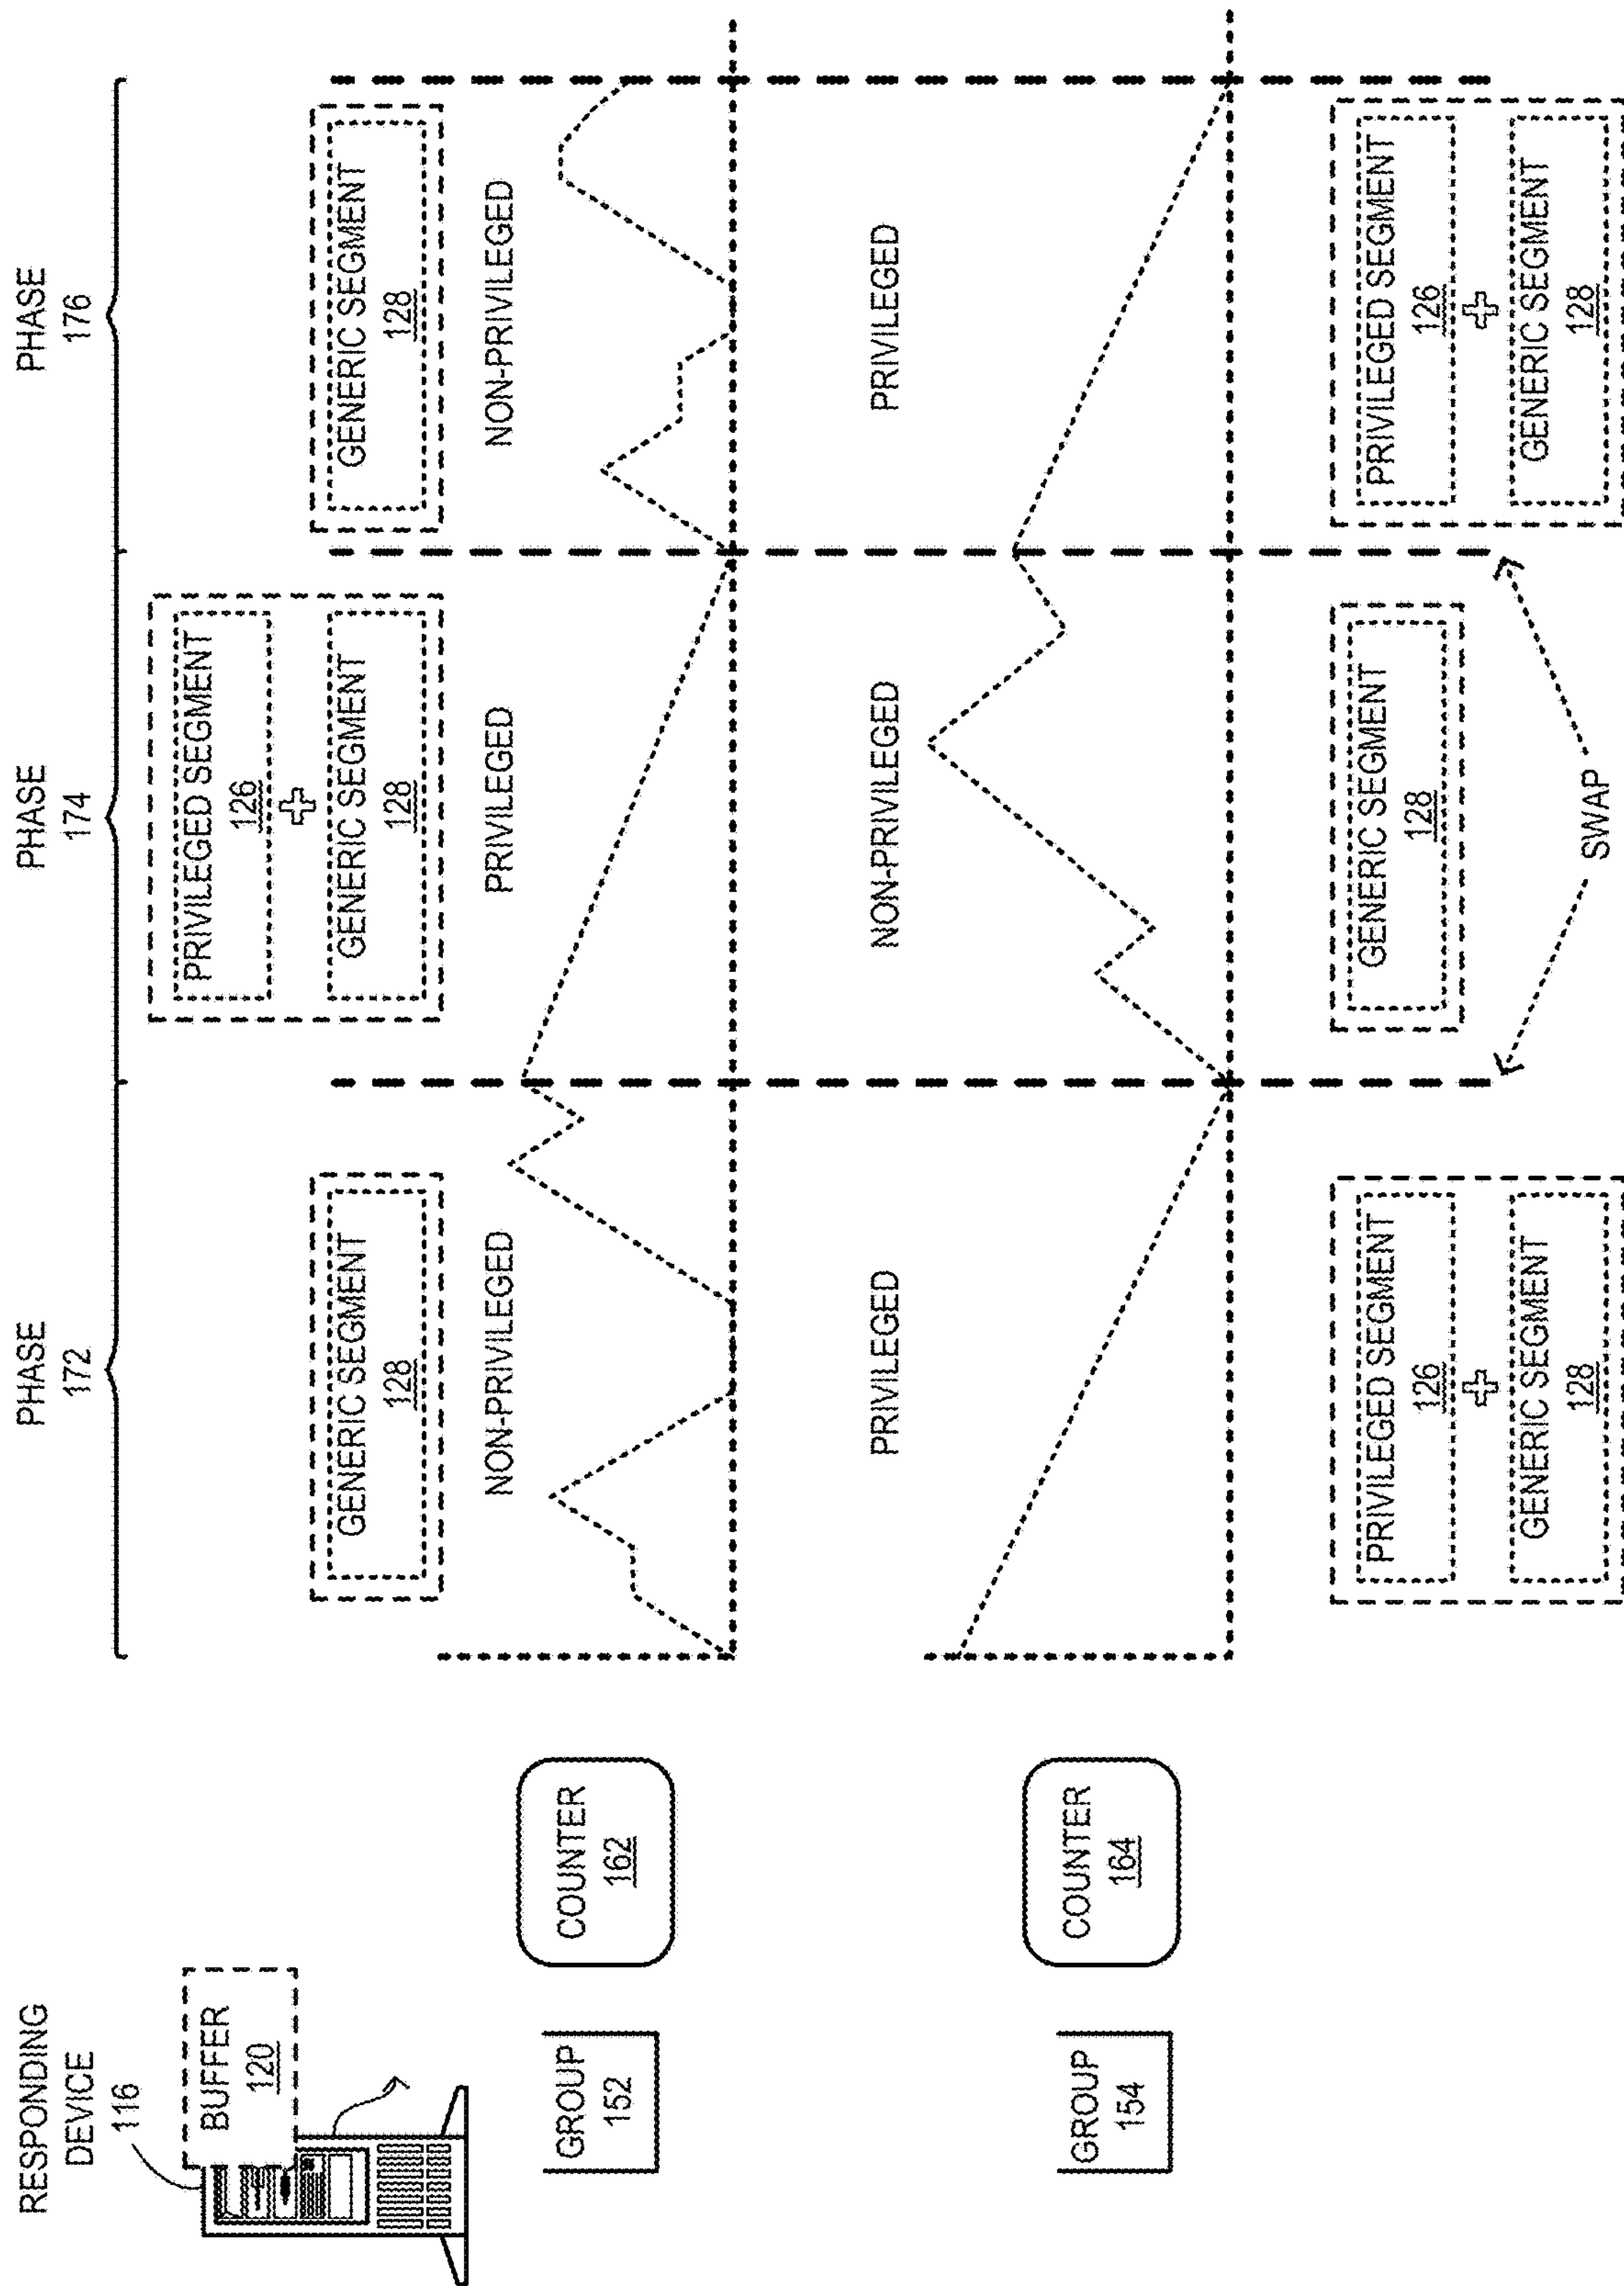 RESPONDING
DEVICE
116
BUFFER
120
PHASE
172
PHASE
174
PHASE
176
PRIVILEGED SEGMENT
126
GENERIC SEGMENT
128
GENERIC SEGMENT
128
GENERIC SEGMENT
128
GROUP
152
COUNTER
162
NON-PRIVILEGED
PRIVILEGED
NON-PRIVILEGED
GROUP
154
COUNTER
164
PRIVILEGED
NON-PRIVILEGED
PRIVILEGED
PRIVILEGED SEGMENT
126
GENERIC SEGMENT
128
GENERIC SEGMENT
128
PRIVILEGED SEGMENT
126
GENERIC SEGMENT
128
SWAP